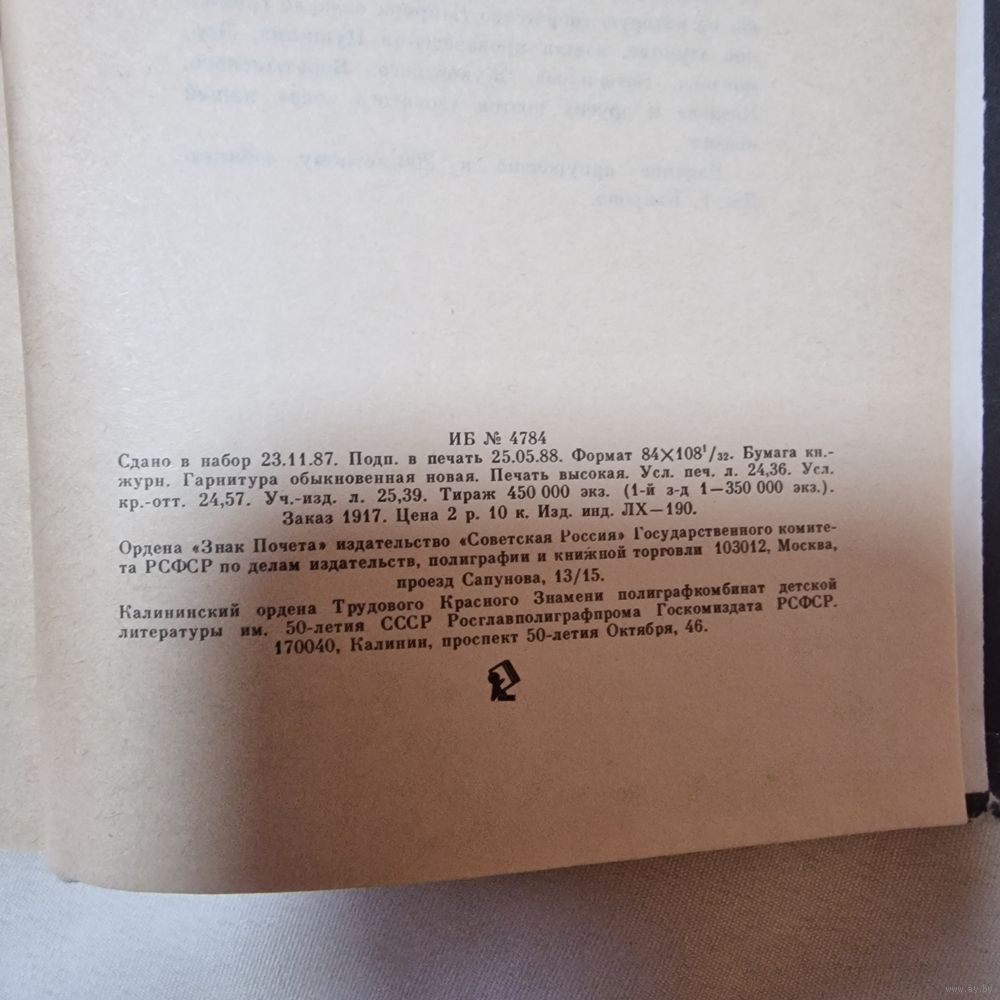 ИБ № 4784
Сдано в набор 23.11.87. Подп. в печать 25.05.88. Формат 84×108¹/₃₂. Бумага кн.-
журн. Гарнитура обыкновенная новая. Печать высокая. Усл. печ. л. 24,36. Усл.
кр.-отт. 24,57. Уч.-изд. л. 25,39. Тираж 450 000 экз. (1-й з-д 1—350 000 экз.).
Заказ 1917. Цена 2 р. 10 к. Изд. инд. ЛХ—190.
Ордена «Знак Почета» издательство «Советская Россия» Государственного комите-
та РСФСР по делам издательств, полиграфии и книжной торговли 103012, Москва,
проезд Сапунова, 13/15.
Калининский ордена Трудового Красного Знамени полиграфкомбинат детской
литературы им. 50-летия СССР Росглавполиграфпрома Госкомиздата РСФСР.
170040, Калинин, проспект 50-летия Октября, 46.
www.ay.by